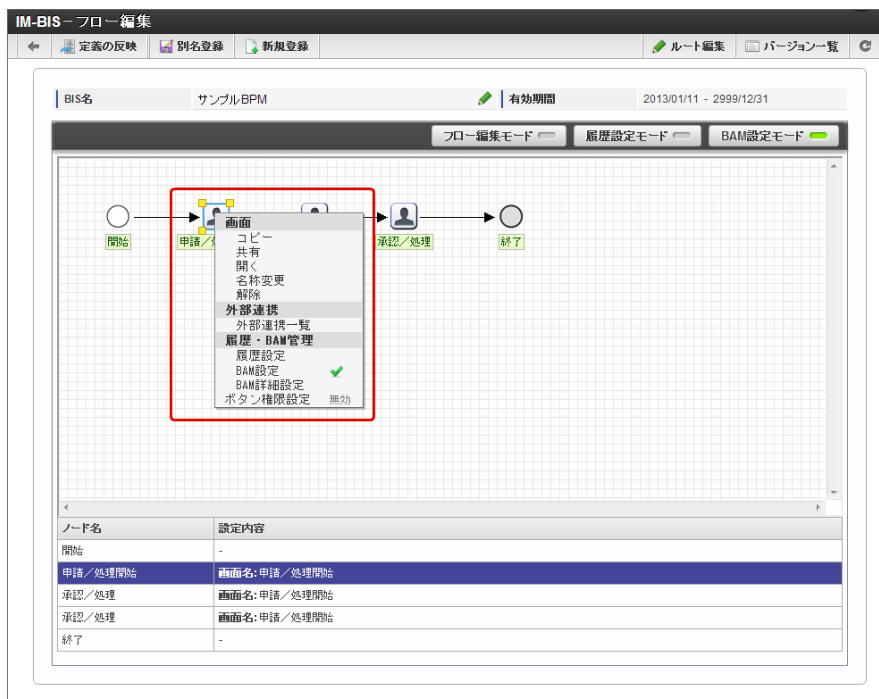 IM-BIS－フロー編集
定義の反映 別名登録 新規登録 ルート編集 バージョン一覧
BIS名 サンプルBPM 有効期間 2013/01/11 - 2999/12/31
フロー編集モード 履歴設定モード BAM設定モード
開始 申請／ 承認／処理 終了
画面
コピー
共有
開く
名称変更
解除
外部連携
外部連携一覧
履歴・BAM管理
履歴設定
BAM設定
BAM詳細設定
ボタン権限設定 無効
ノード名 設定内容
開始 -
申請／処理開始 画面名:申請／処理開始
承認／処理 画面名:申請／処理開始
承認／処理 画面名:申請／処理開始
終了 -